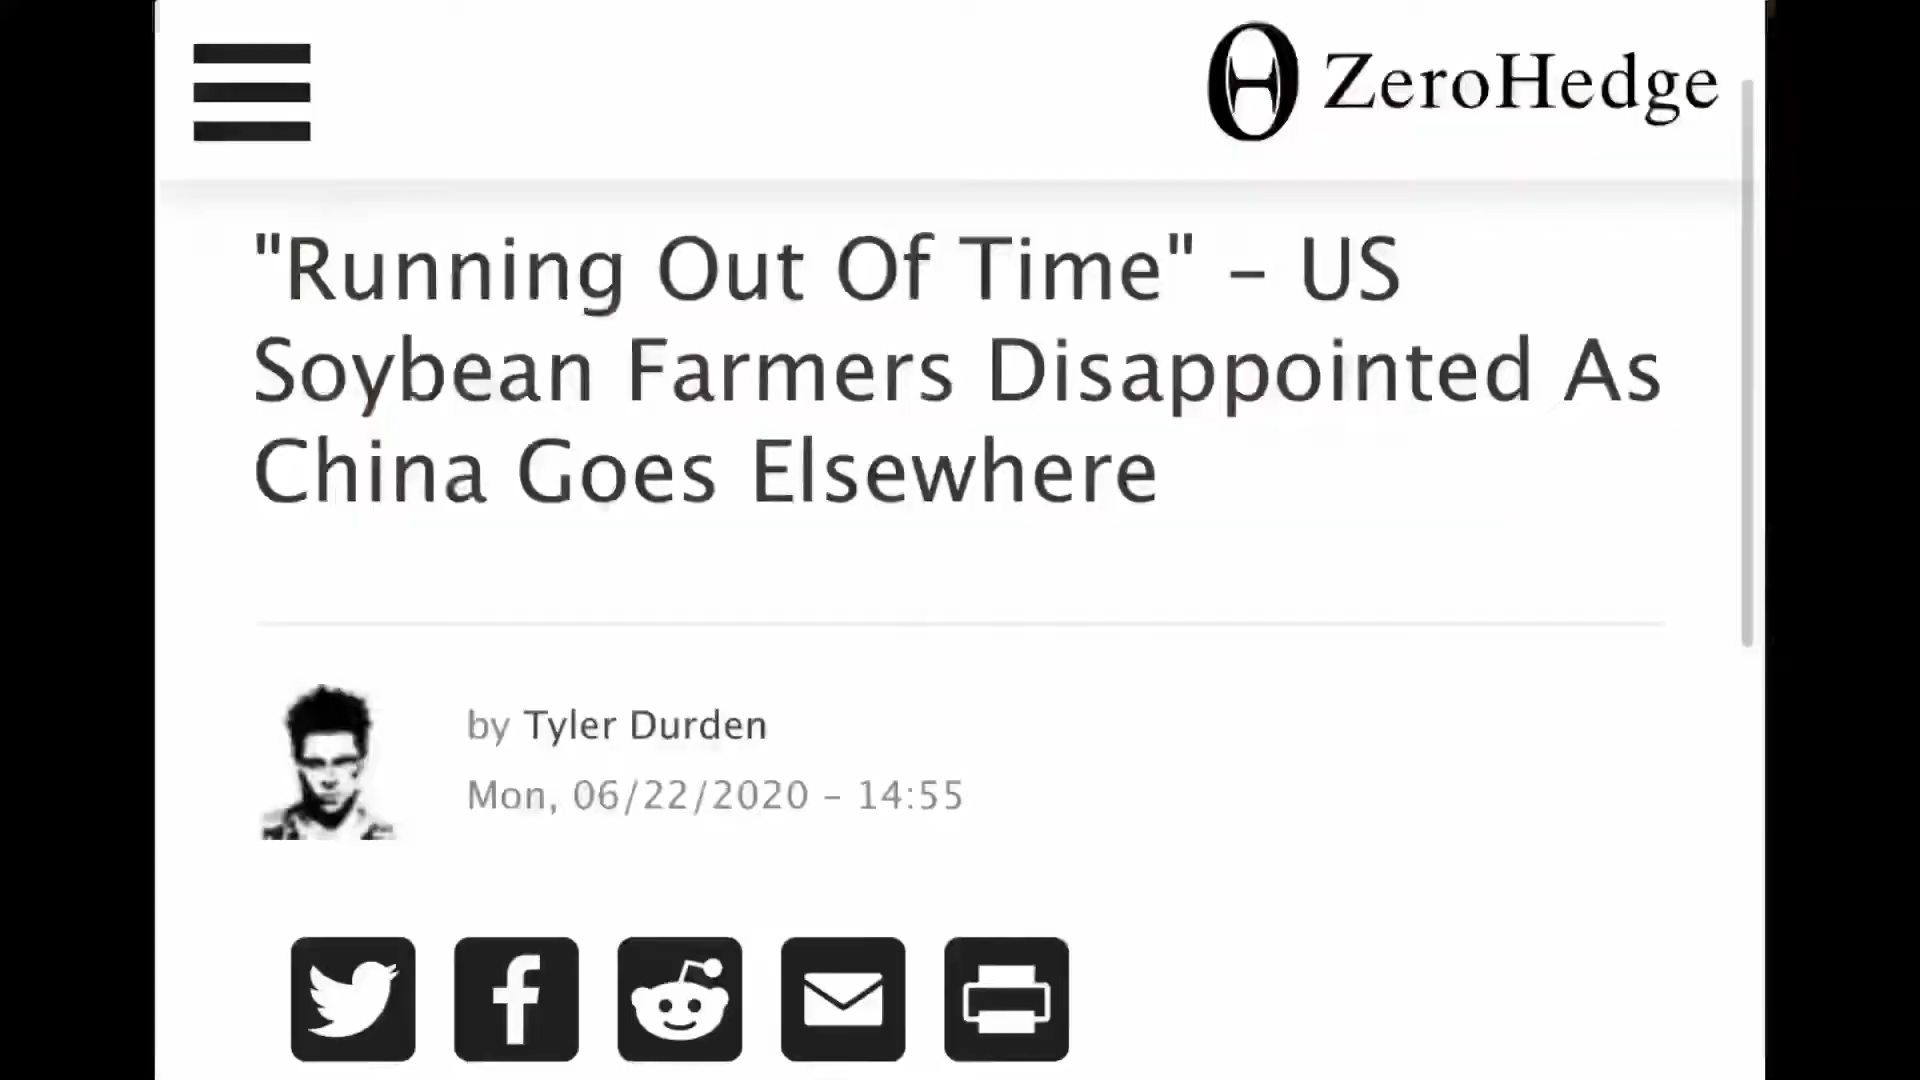 ZeroHedge
"Running Out Of Time" – US
Soybean Farmers Disappointed As
China Goes Elsewhere
by Tyler Durden
Mon, 06/22/2020 – 14:55